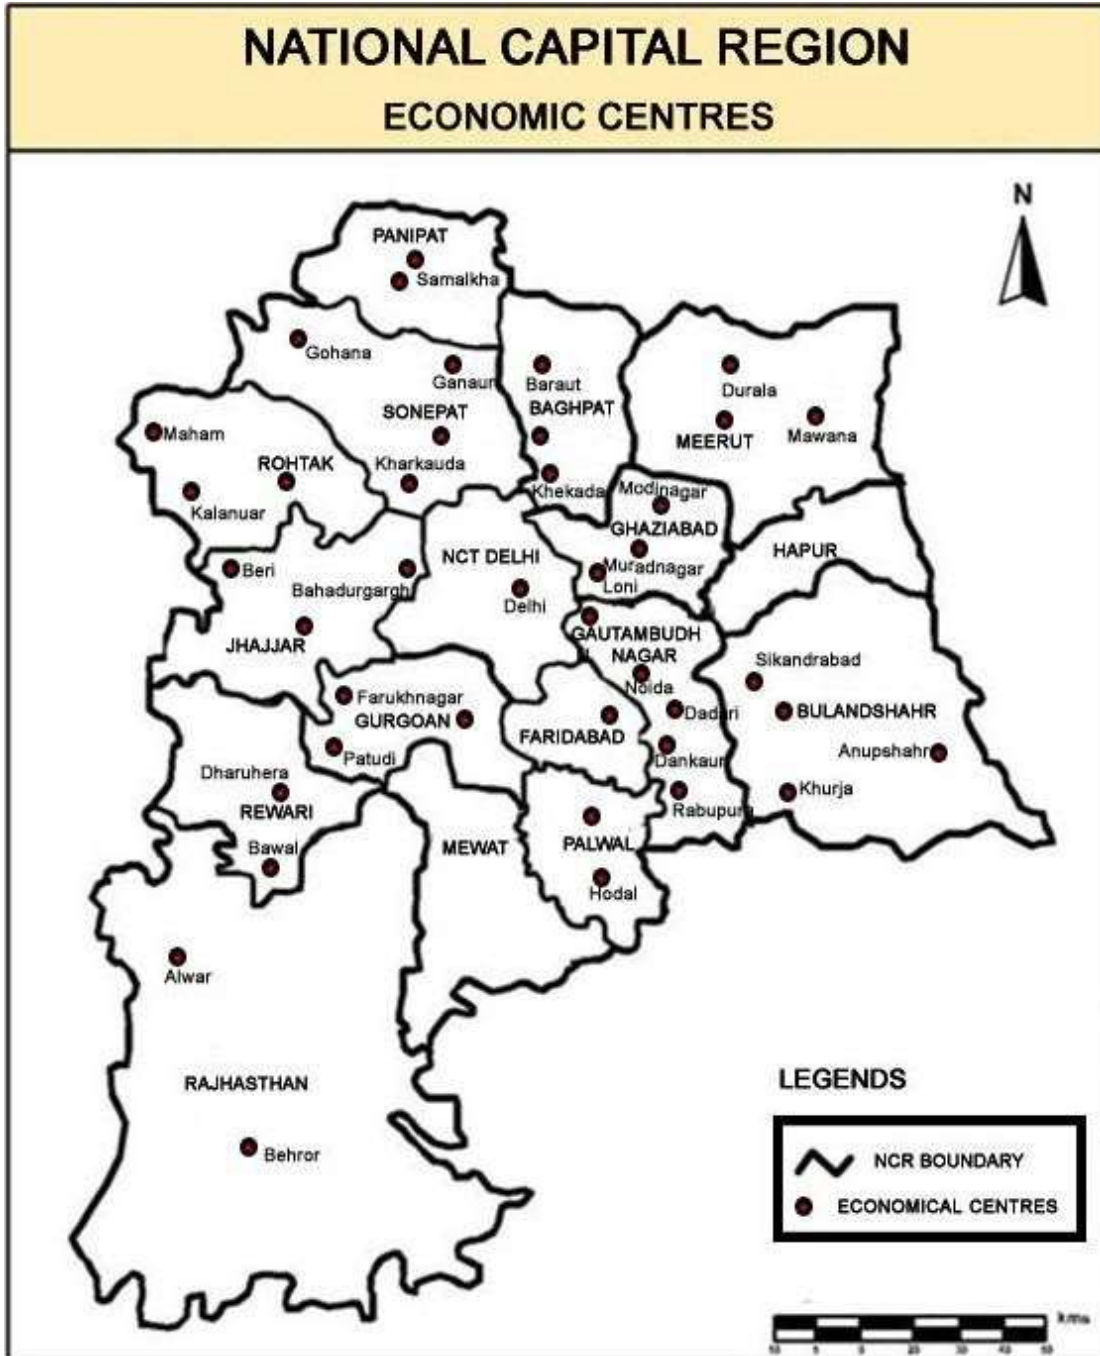 NATIONAL CAPITAL REGION
ECONOMIC CENTRES
N
PANIPAT
Samalkha
Gohana
Ganaur
SONEPAT
Kharkauda
Baraut
BAGHPAT
Khekada
Durala
MEERUT
Mawana
Maham
ROHTAK
Kalanuar
Modinagar
GHAZIABAD
Muradnagar
Loni
HAPUR
NCT DELHI
Delhi
Beri
Bahadurgargh
JHAJJAR
GAUTAMBUDH
NAGAR
Noida
Dadari
Dankaur
Rabupura
Sikandrabad
BULANDSHAHR
Anupshahr
Khurja
Farukhnagar
GURGOAN
Patudi
FARIDABAD
Dharuhera
REWARI
Bawal
MEWAT
PALWAL
Hodal
Alwar
RAJHASTHAN
Behror
LEGENDS
NCR BOUNDARY
ECONOMICAL CENTRES
kms